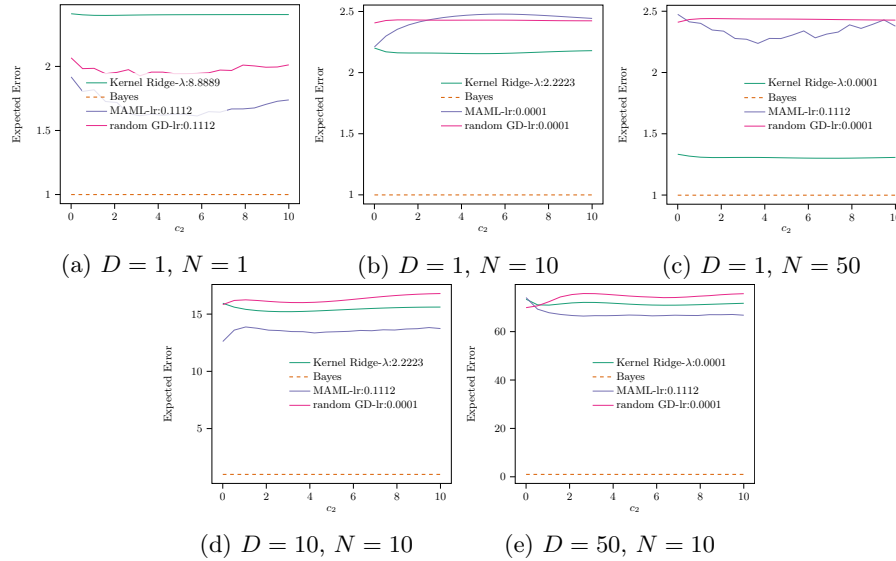 Expected Error
2
1.5
1
Kernel Ridge-λ:8.8889
Bayes
MAML-lr:0.1112
random GD-lr:0.1112
0 2 4 6 8 10
c2
(a) D = 1, N = 1
Expected Error
2.5
2
1.5
1
Kernel Ridge-λ:2.2223
Bayes
MAML-lr:0.0001
random GD-lr:0.0001
0 2 4 6 8 10
c2
(b) D = 1, N = 10
Expected Error
2.5
2
1.5
1
Kernel Ridge-λ:0.0001
Bayes
MAML-lr:0.1112
random GD-lr:0.0001
0 2 4 6 8 10
c2
(c) D = 1, N = 50
Expected Error
15
10
5
Kernel Ridge-λ:2.2223
Bayes
MAML-lr:0.1112
random GD-lr:0.0001
0 2 4 6 8 10
c2
(d) D = 10, N = 10
Expected Error
60
40
20
0
Kernel Ridge-λ:0.0001
Bayes
MAML-lr:0.1112
random GD-lr:0.0001
0 2 4 6 8 10
c2
(e) D = 50, N = 10